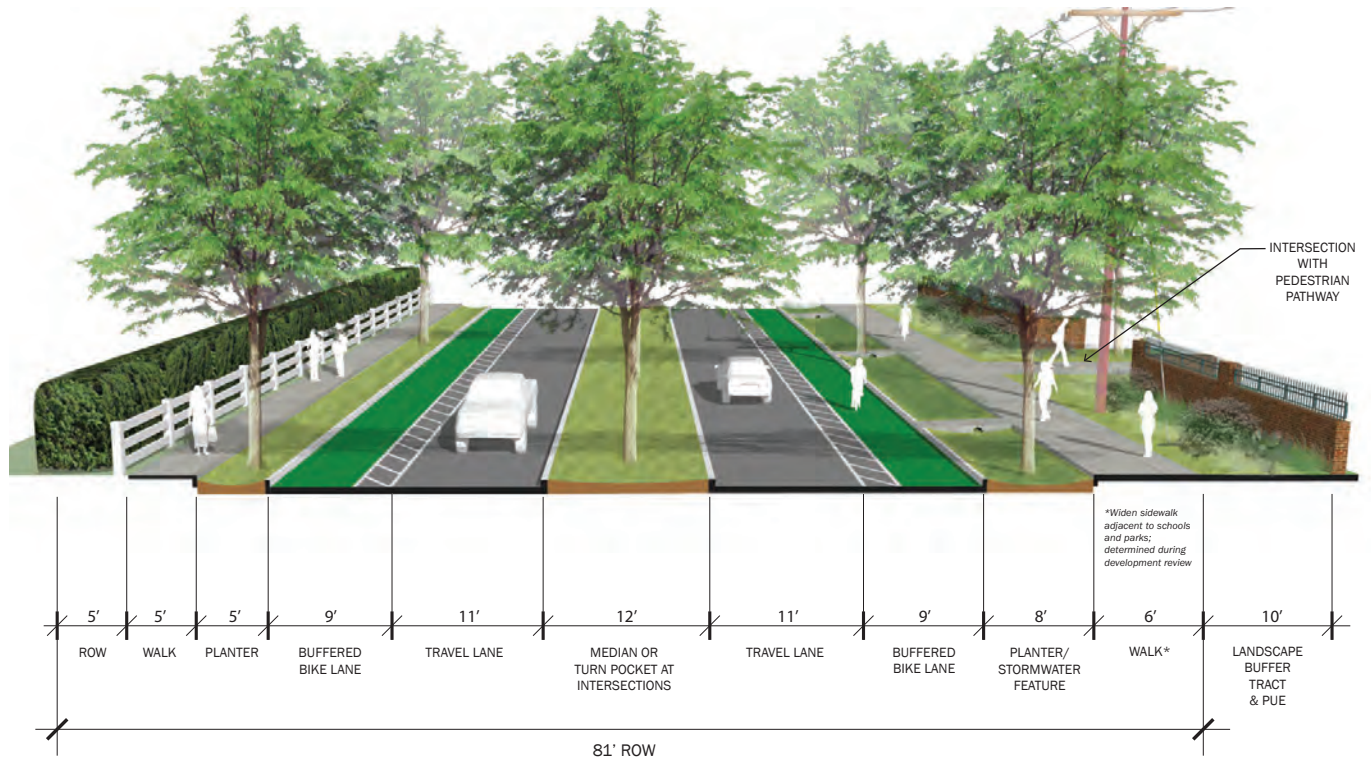 INTERSECTION
WITH
PEDESTRIAN
PATHWAY
*Widen sidewalk
adjacent to schools
and parks;
determined during
development review
5’ 5’ 5’ 9’ 11’ 12’ 11’ 9’ 8’ 6’ 10’
ROW
WALK
PLANTER
BUFFERED
BIKE LANE
TRAVEL LANE
MEDIAN OR
TURN POCKET AT
INTERSECTIONS
TRAVEL LANE
BUFFERED
BIKE LANE
PLANTER/
STORMWATER
FEATURE
WALK*
LANDSCAPE
BUFFER
TRACT
& PUE
81’ ROW